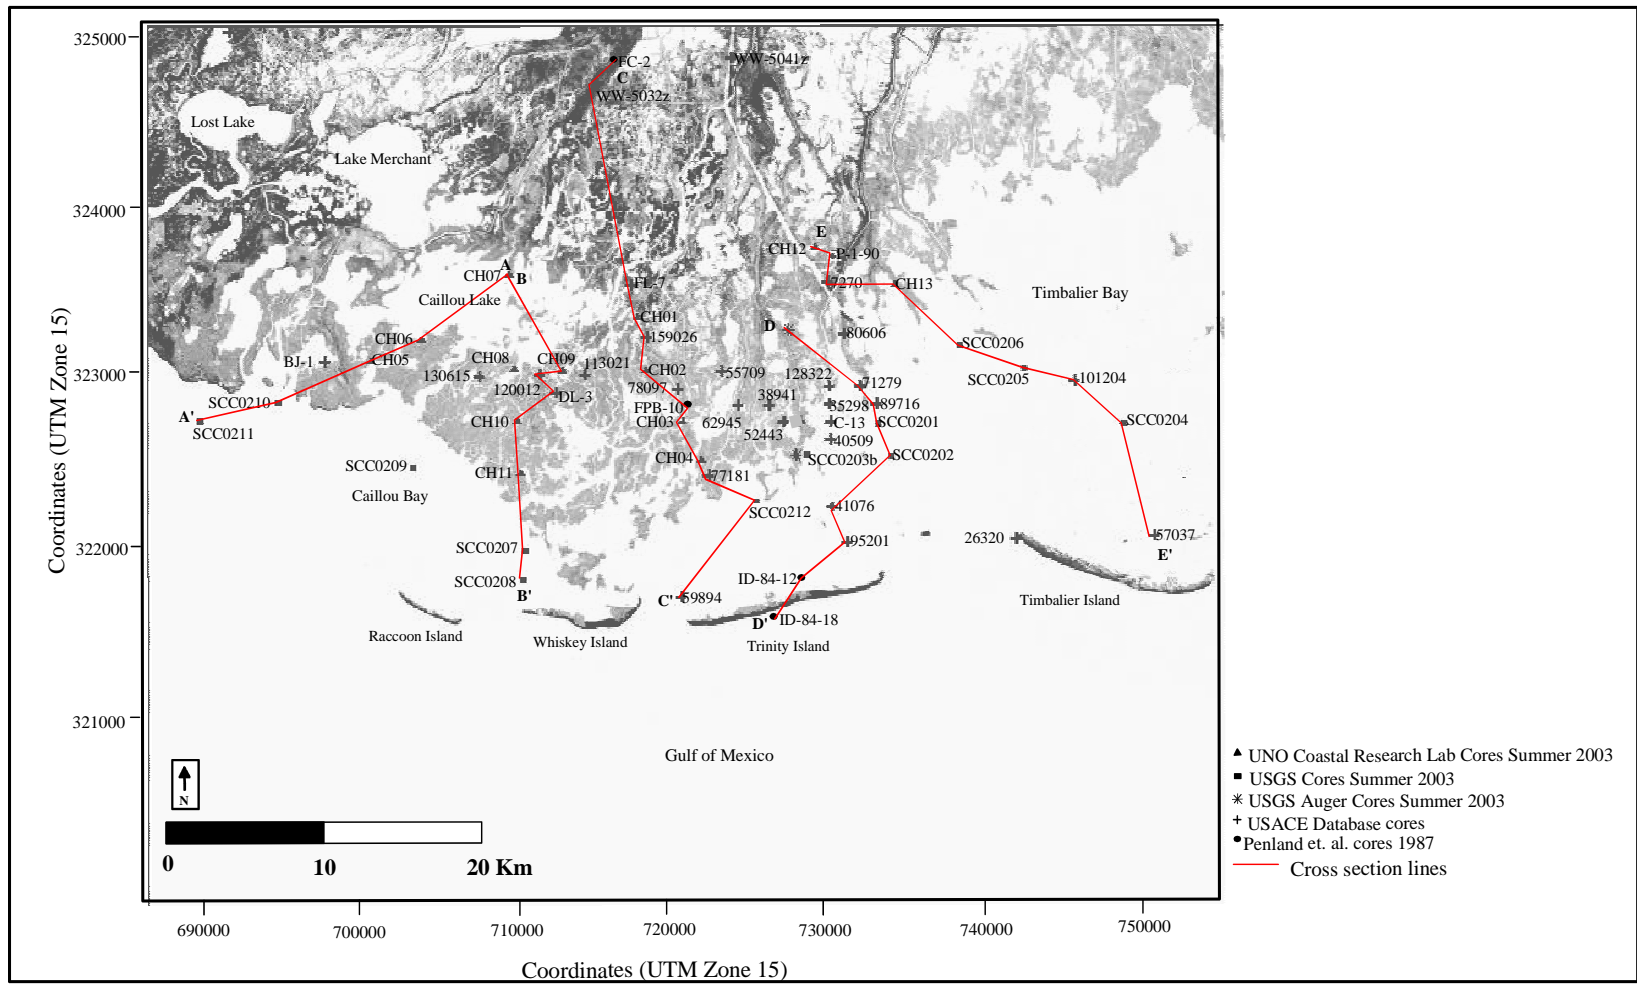 325000
324000
323000
322000
321000
Coordinates (UTM Zone 15)
FC-2
C
WW-5032z
WW-5041z
Lost Lake
Lake Merchant
E
CH12
P-1-90
7270
CH13
Timbalier Bay
A
CH07
B
Caillou Lake
FL-7
CH01
159026
D
80606
SCC0206
CH06
BJ-1
CH05
CH08
CH09
113021
CH02
55709
128322
71279
SCC0205
101204
130615
120012
DL-3
78097
38941
SCC0210
A'
SCC0211
CH10
FPB-10
CH03
62945
52443
35298
89716
C-13
SCC0201
40509
SCC0204
SCC0209
Caillou Bay
CH11
CH04
77181
SCC0203b
SCC0202
SCC0212
41076
SCC0207
95201
26320
57037
E'
SCC0208
B'
C'
59894
ID-84-12
D'
ID-84-18
Raccoon Island
Whiskey Island
Trinity Island
Timbalier Island
Gulf of Mexico
N
0
10
20 Km
UNO Coastal Research Lab Cores Summer 2003
USGS Cores Summer 2003
USGS Auger Cores Summer 2003
USACE Database cores
Penland et. al. cores 1987
Cross section lines
690000
700000
710000
720000
730000
740000
750000
Coordinates (UTM Zone 15)